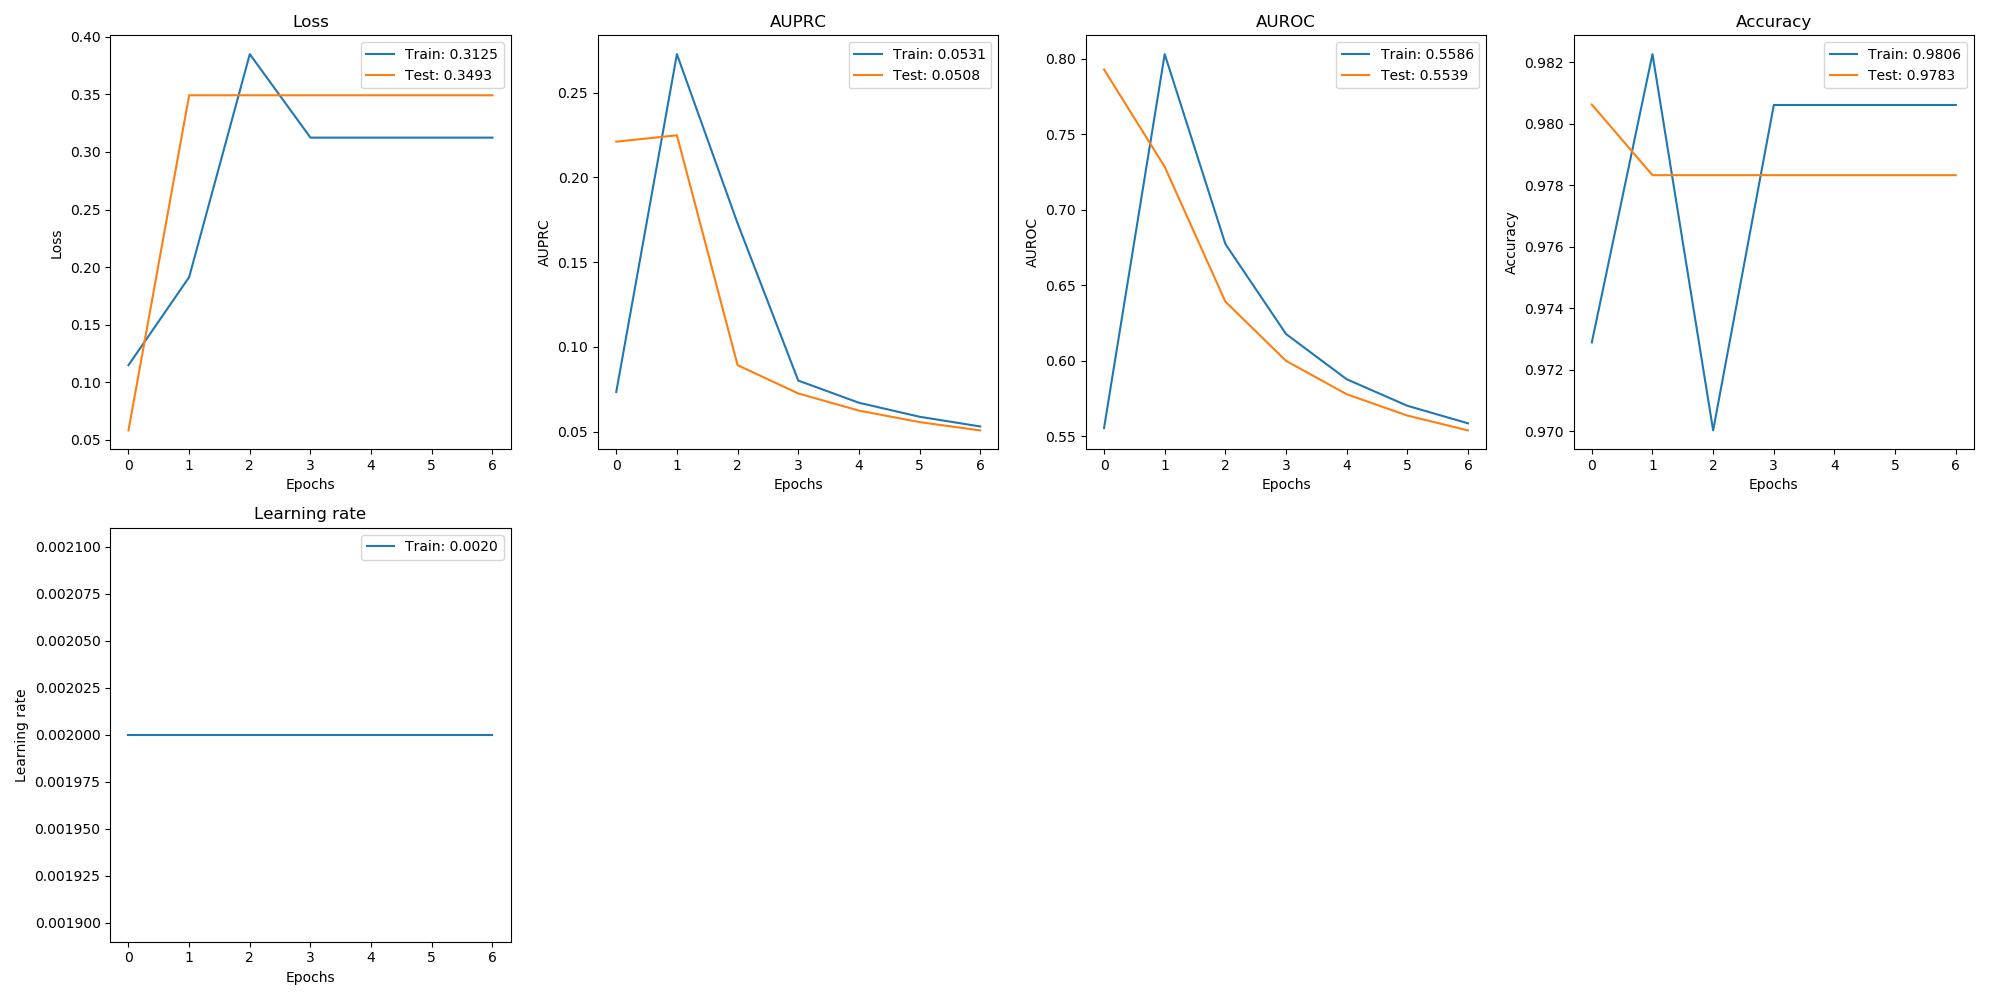 Loss
Train: 0.3125
Test: 0.3493
0.40
0.35
0.30
0.25
0.20
0.15
0.10
0.05
Loss
0 1 2 3 4 5 6
Epochs
AUPRC
Train: 0.0531
Test: 0.0508
0.25
0.20
0.15
0.10
0.05
AUPRC
0 1 2 3 4 5 6
Epochs
AUROC
Train: 0.5586
Test: 0.5539
0.80
0.75
0.70
0.65
0.60
0.55
AUROC
0 1 2 3 4 5 6
Epochs
Accuracy
Train: 0.9806
Test: 0.9783
0.982
0.980
0.978
0.976
0.974
0.972
0.970
Accuracy
0 1 2 3 4 5 6
Epochs
Learning rate
Train: 0.0020
0.002100
0.002075
0.002050
0.002025
0.002000
0.001975
0.001950
0.001925
0.001900
Learning rate
0 1 2 3 4 5 6
Epochs